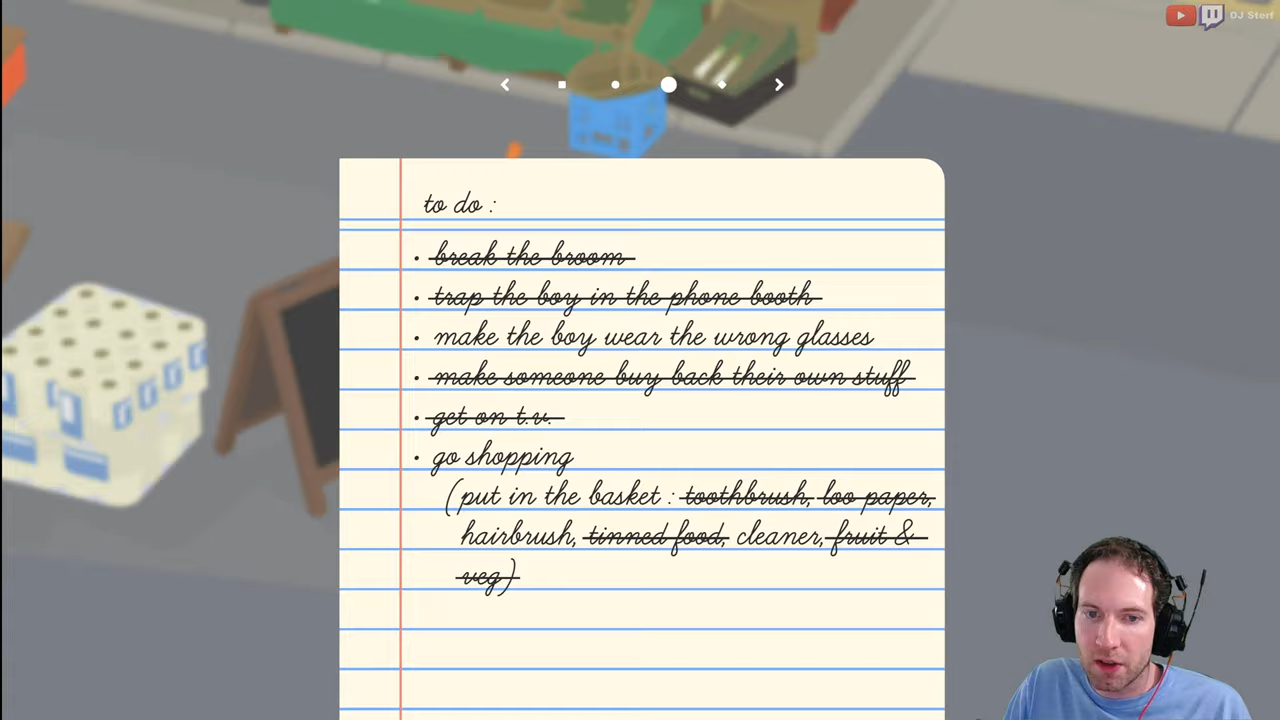 DJ Sterf
to do :
• break the broom
• trap the boy in the phone booth
• make the boy wear the wrong glasses
• make someone buy back their own stuff
• get on t.v.
• go shopping
(put in the basket : toothbrush, loo paper,
hairbrush, tinned food, cleaner, fruit &
veg)